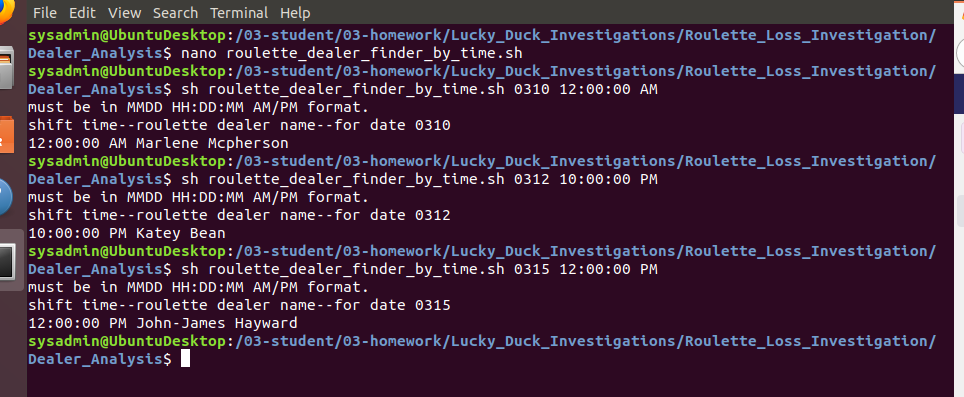 File Edit View Search Terminal Help
sysadmin@UbuntuDesktop:/03-student/03-homework/Lucky_Duck_Investigations/Roulette_Loss_Investigation/
Dealer_Analysis$ nano roulette_dealer_finder_by_time.sh
sysadmin@UbuntuDesktop:/03-student/03-homework/Lucky_Duck_Investigations/Roulette_Loss_Investigation/
Dealer_Analysis$ sh roulette_dealer_finder_by_time.sh 0310 12:00:00 AM
must be in MMDD HH:DD:MM AM/PM format.
shift time--roulette dealer name--for date 0310
12:00:00 AM Marlene Mcpherson
sysadmin@UbuntuDesktop:/03-student/03-homework/Lucky_Duck_Investigations/Roulette_Loss_Investigation/
Dealer_Analysis$ sh roulette_dealer_finder_by_time.sh 0312 10:00:00 PM
must be in MMDD HH:DD:MM AM/PM format.
shift time--roulette dealer name--for date 0312
10:00:00 PM Katey Bean
sysadmin@UbuntuDesktop:/03-student/03-homework/Lucky_Duck_Investigations/Roulette_Loss_Investigation/
Dealer_Analysis$ sh roulette_dealer_finder_by_time.sh 0315 12:00:00 PM
must be in MMDD HH:DD:MM AM/PM format.
shift time--roulette dealer name--for date 0315
12:00:00 PM John-James Hayward
sysadmin@UbuntuDesktop:/03-student/03-homework/Lucky_Duck_Investigations/Roulette_Loss_Investigation/
Dealer_Analysis$